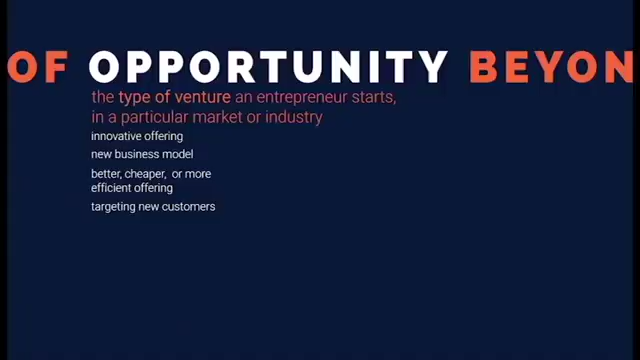 OF OPPORTUNITY BEYON
the type of venture an entrepreneur starts,
in a particular market or industry
innovative offering
new business model
better, cheaper, or more
efficient offering
targeting new customers